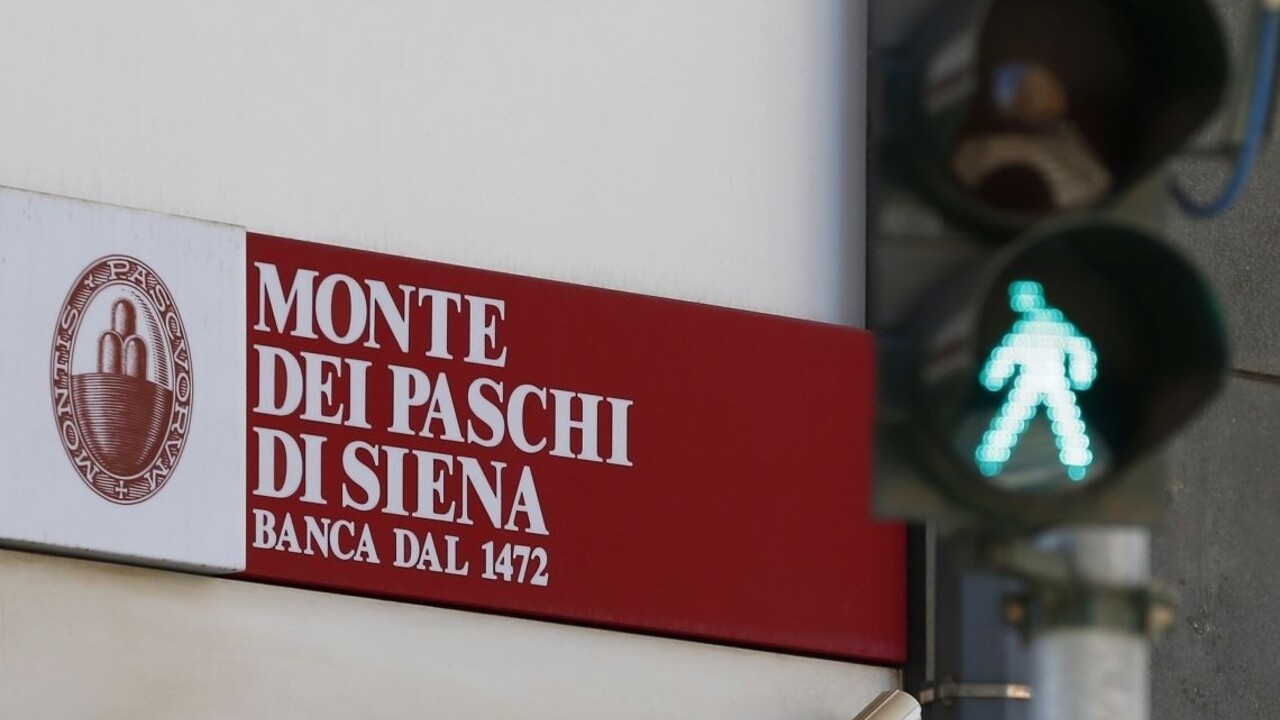 MONTIS PASCVORVM
MONTE
DEI PASCHI
DI SIENA
BANCA DAL 1472